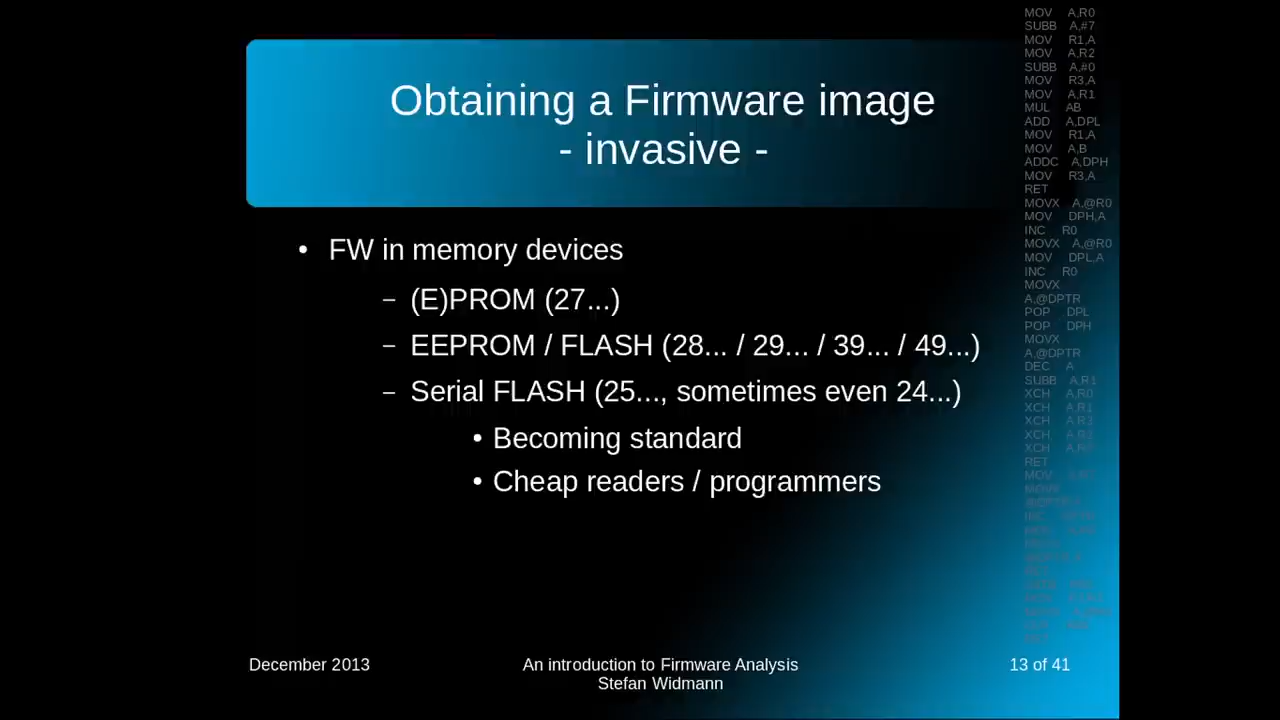 Obtaining a Firmware image
- invasive -
• FW in memory devices
– (E)PROM (27...)
– EEPROM / FLASH (28... / 29... / 39... / 49...)
– Serial FLASH (25..., sometimes even 24...)
• Becoming standard
• Cheap readers / programmers
December 2013
An introduction to Firmware Analysis
Stefan Widmann
13 of 41
MOV A,R0
SUBB A,#7
MOV R1,A
MOV A,R2
SUBB A,#0
MOV R3,A
MOV A,R1
MUL AB
ADD A,DPL
MOV R1,A
MOV A,B
ADDC A,DPH
MOV R3,A
RET
MOVX A,@R0
MOV DPH,A
INC R0
MOVX A,@R0
MOV DPL,A
INC R0
MOVX
A,@DPTR
POP DPL
POP DPH
MOVX
A,@DPTR
DEC A
SUBB A,R1
XCH A,R0
XCH A,R1
XCH A,R3
XCH
XCH
RET
MOV